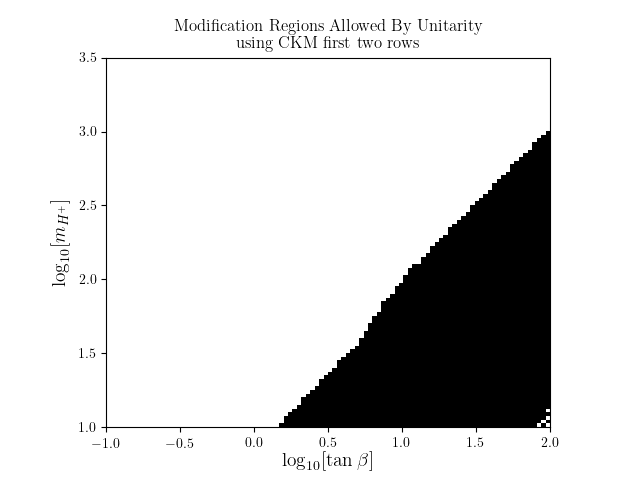 Modification Regions Allowed By Unitarity
using CKM first two rows
3.5
3.0
2.5
2.0
1.5
1.0
log₁₀[m_{H⁺}]
−1.0 −0.5 0.0 0.5 1.0 1.5 2.0
log₁₀[tan β]